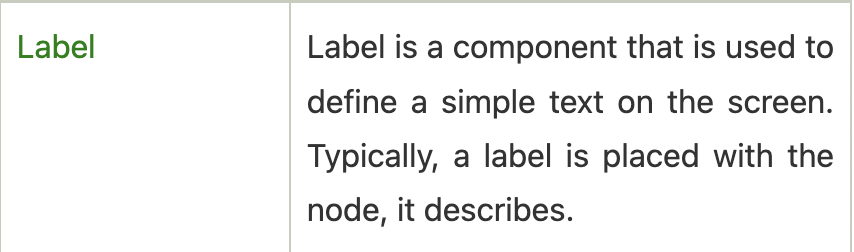 Label
Label is a component that is used to
define a simple text on the screen.
Typically, a label is placed with the
node, it describes.